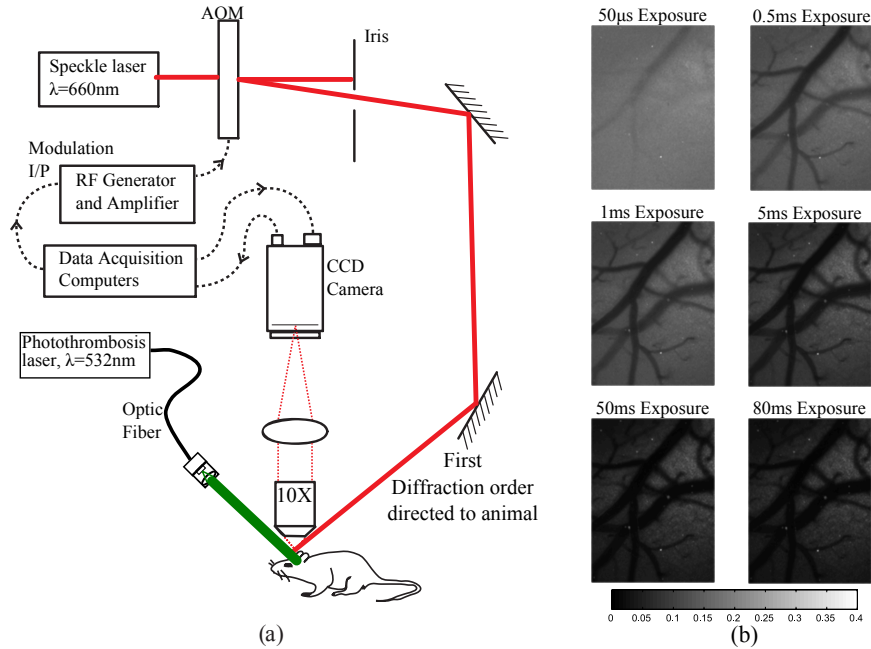 AOM
Iris
Speckle laser
λ=660nm
Modulation
I/P
RF Generator
and Amplifier
Data Acquisition
Computers
CCD
Camera
Photothrombosis
laser, λ=532nm
Optic
Fiber
10X
First
Diffraction order
directed to animal
(a)
50μs Exposure
0.5ms Exposure
1ms Exposure
5ms Exposure
50ms Exposure
80ms Exposure
0 0.05 0.1 0.15 0.2 0.25 0.3 0.35 0.4
(b)